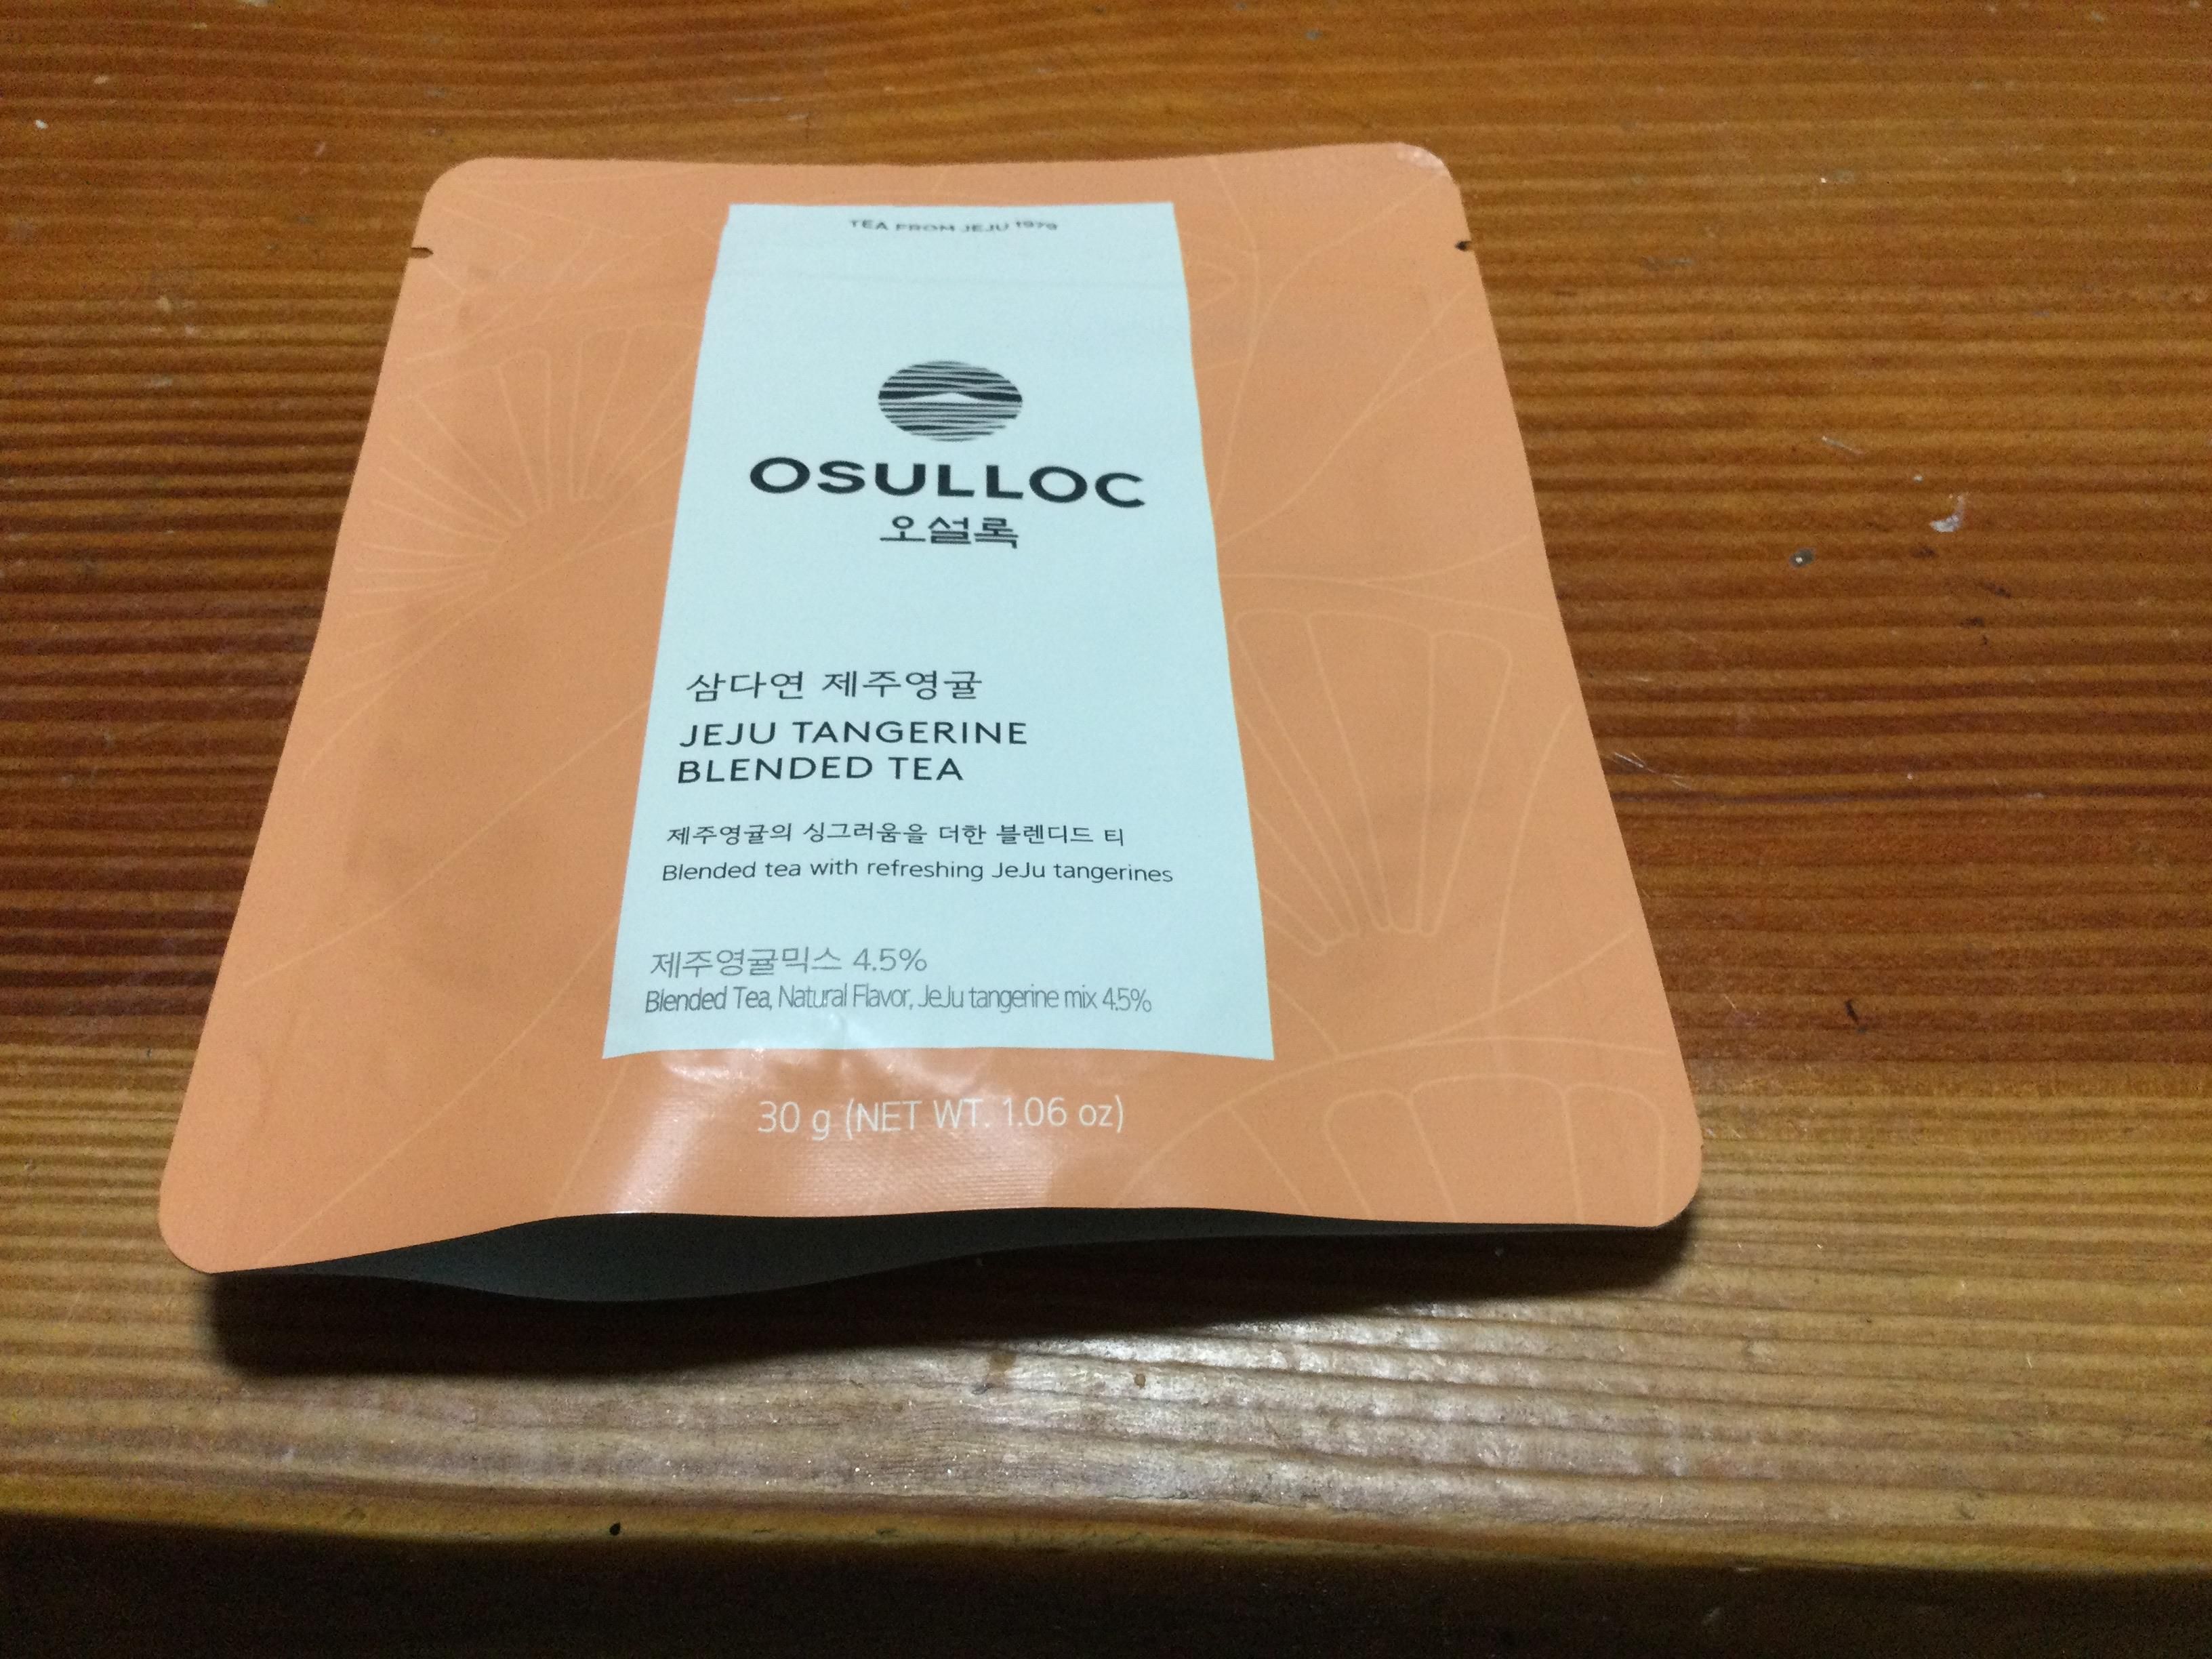 TEA FROM JEJU 1979
OSULLOC
오설록
삼다연 제주영귤
JEJU TANGERINE
BLENDED TEA
제주영귤의 싱그러움을 더한 블렌디드 티
Blended tea with refreshing JeJu tangerines
제주영귤믹스 4.5%
Blended Tea, Natural Flavor, JeJu tangerine mix 4.5%
30 g (NET WT. 1.06 oz)